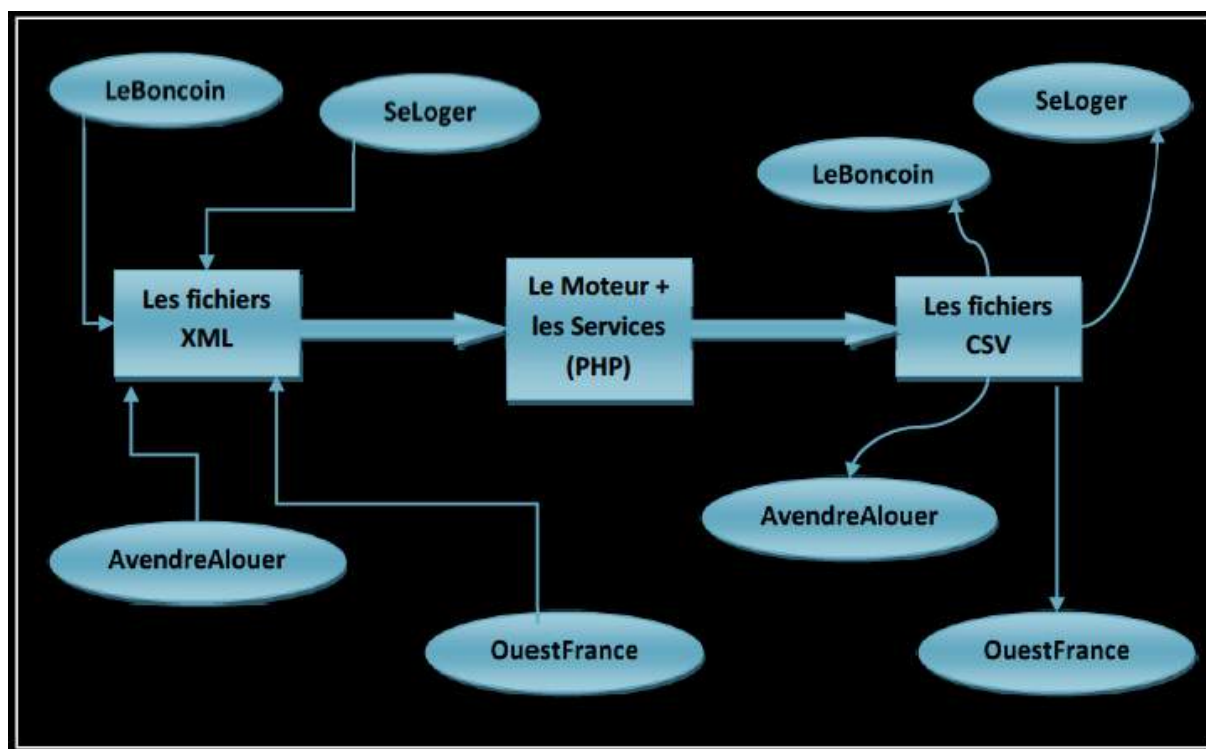 LeBoncoin
SeLoger
SeLoger
LeBoncoin
Les fichiers
XML
Le Moteur +
les Services
(PHP)
Les fichiers
CSV
AvendreAlouer
AvendreAlouer
OuestFrance
OuestFrance